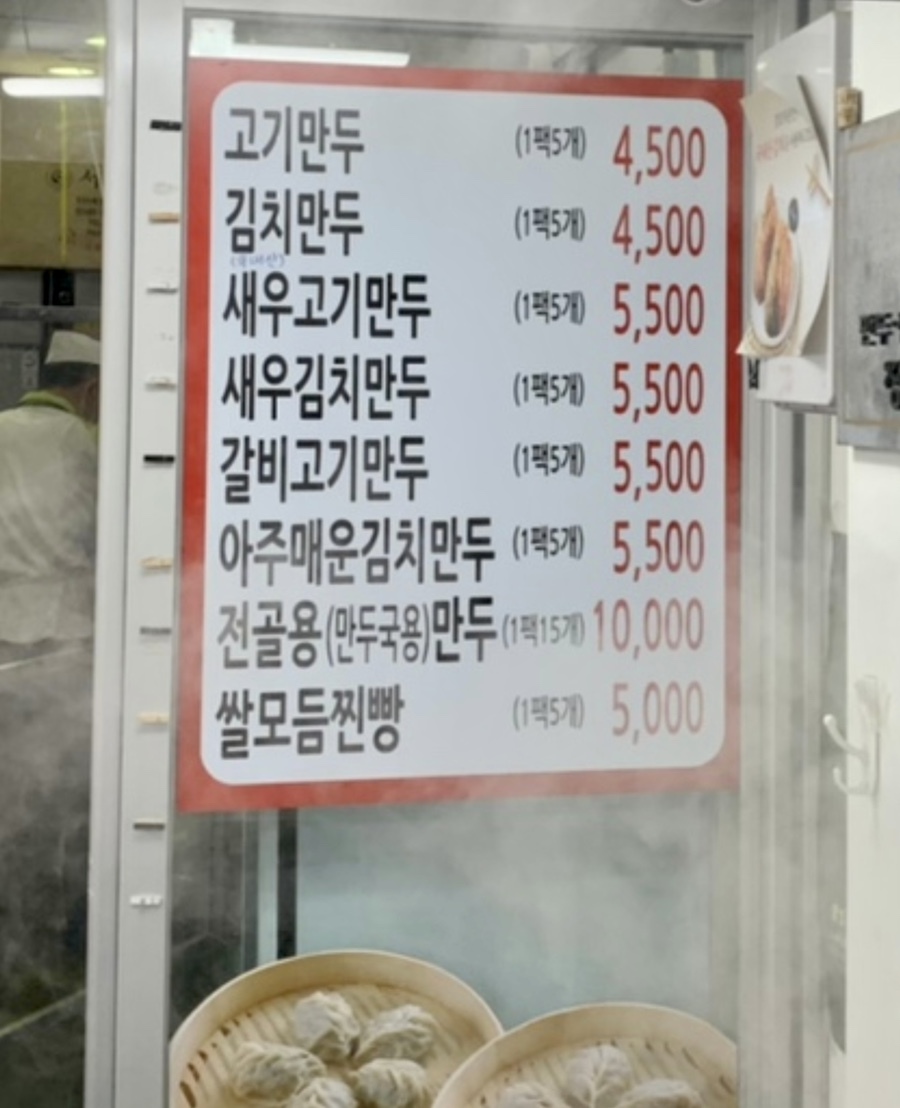 고기만두 (1팩5개) 4,500
김치만두 (1팩5개) 4,500
새우고기만두 (1팩5개) 5,500
새우김치만두 (1팩5개) 5,500
갈비고기만두 (1팩5개) 5,500
아주매운김치만두 (1팩5개) 5,500
전골용(만두국용)만두(1팩15개) 10,000
쌀모듬찐빵 (1팩5개) 5,000